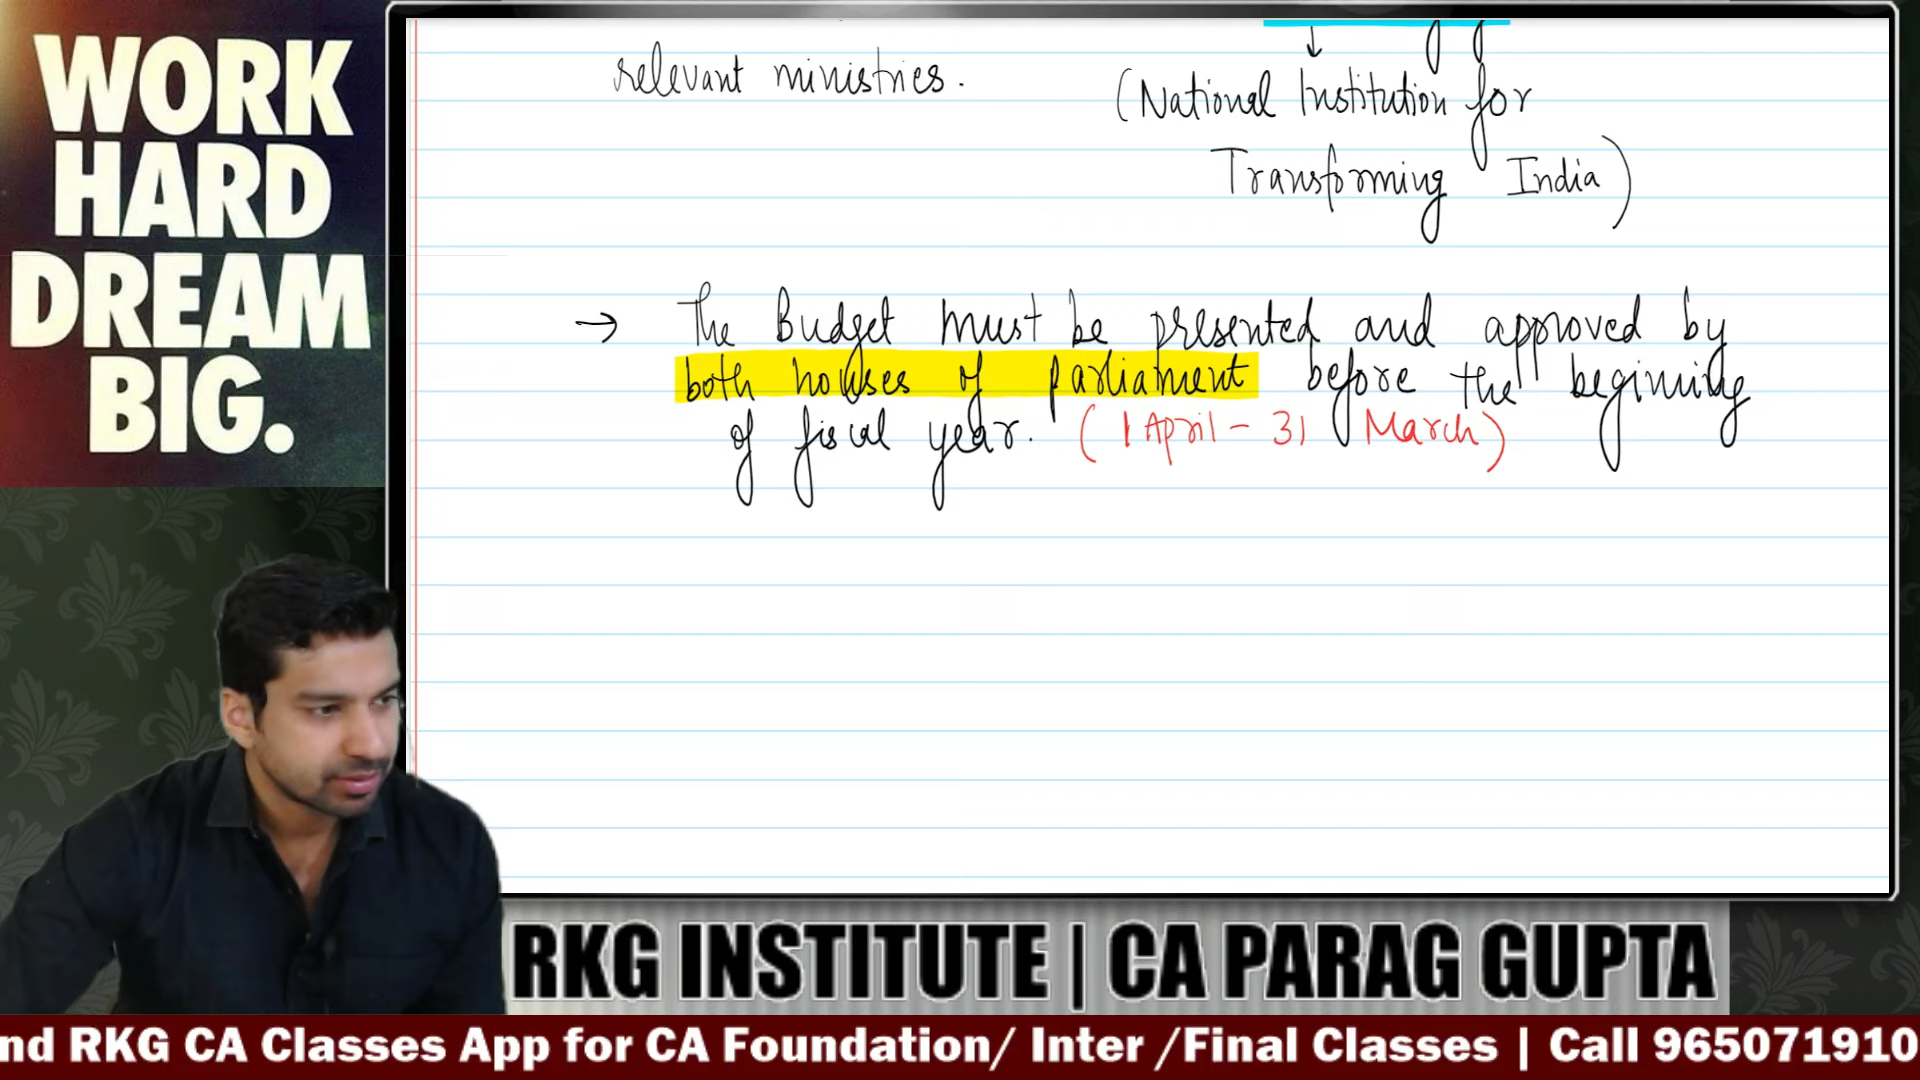 WORK
HARD
DREAM
BIG.
relevant ministries.
(National Institution for
Transforming India)
→ The Budget must be presented and approved by
both houses of parliament before the beginning
of fiscal year. (1 April - 31 March)
RKG INSTITUTE | CA PARAG GUPTA
nd RKG CA Classes App for CA Foundation/ Inter /Final Classes | Call 965071910